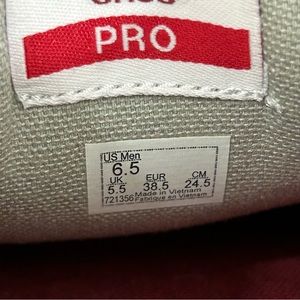 PRO
US Men
6.5
UK EUR CM
5.5 38.5 24.5
721356 Made in Vietnam
Fabrique en Vietnam